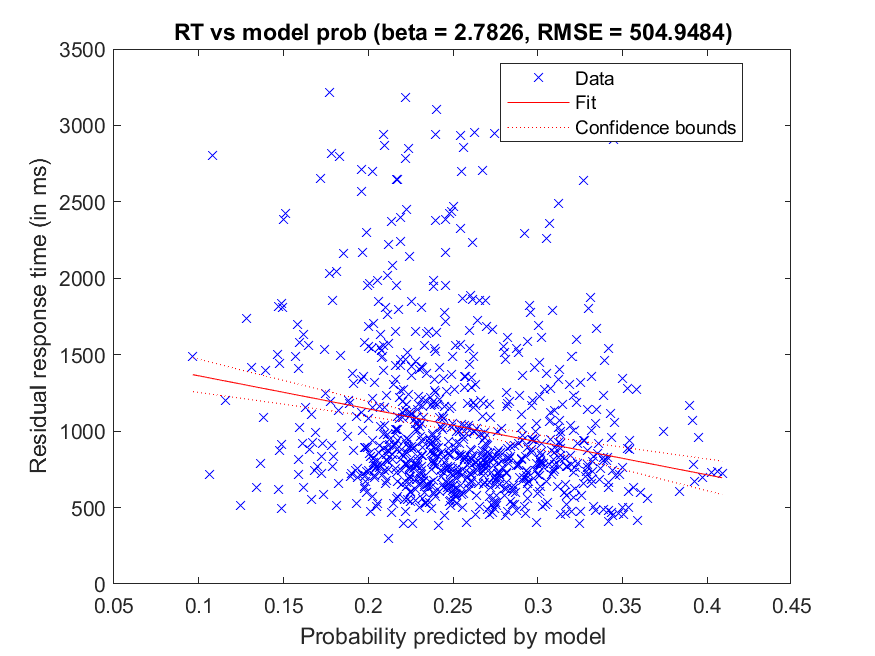 RT vs model prob (beta = 2.7826, RMSE = 504.9484)
Data
Fit
Confidence bounds
Residual response time (in ms)
3500
3000
2500
2000
1500
1000
500
0
0.05 0.1 0.15 0.2 0.25 0.3 0.35 0.4 0.45
Probability predicted by model